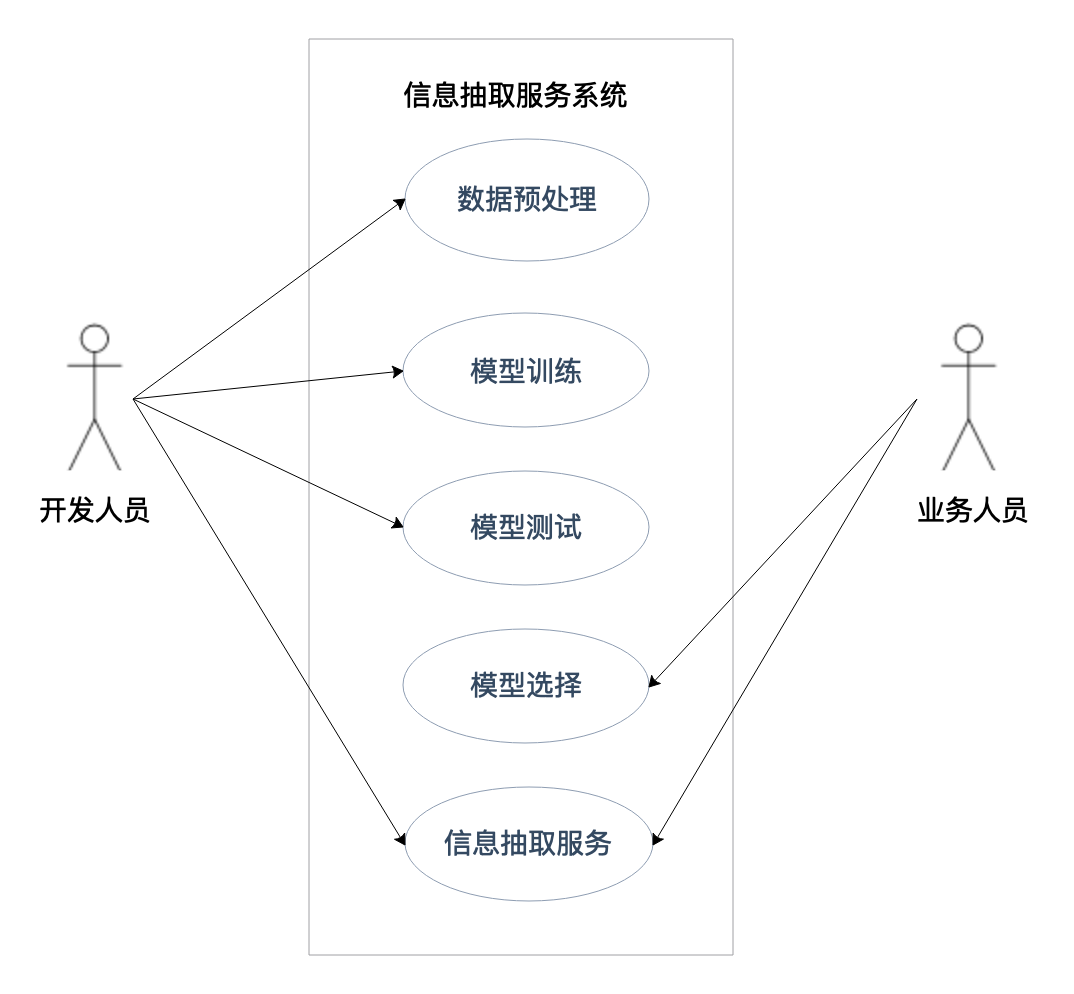 信息抽取服务系统
数据预处理
模型训练
开发人员
业务人员
模型测试
模型选择
信息抽取服务